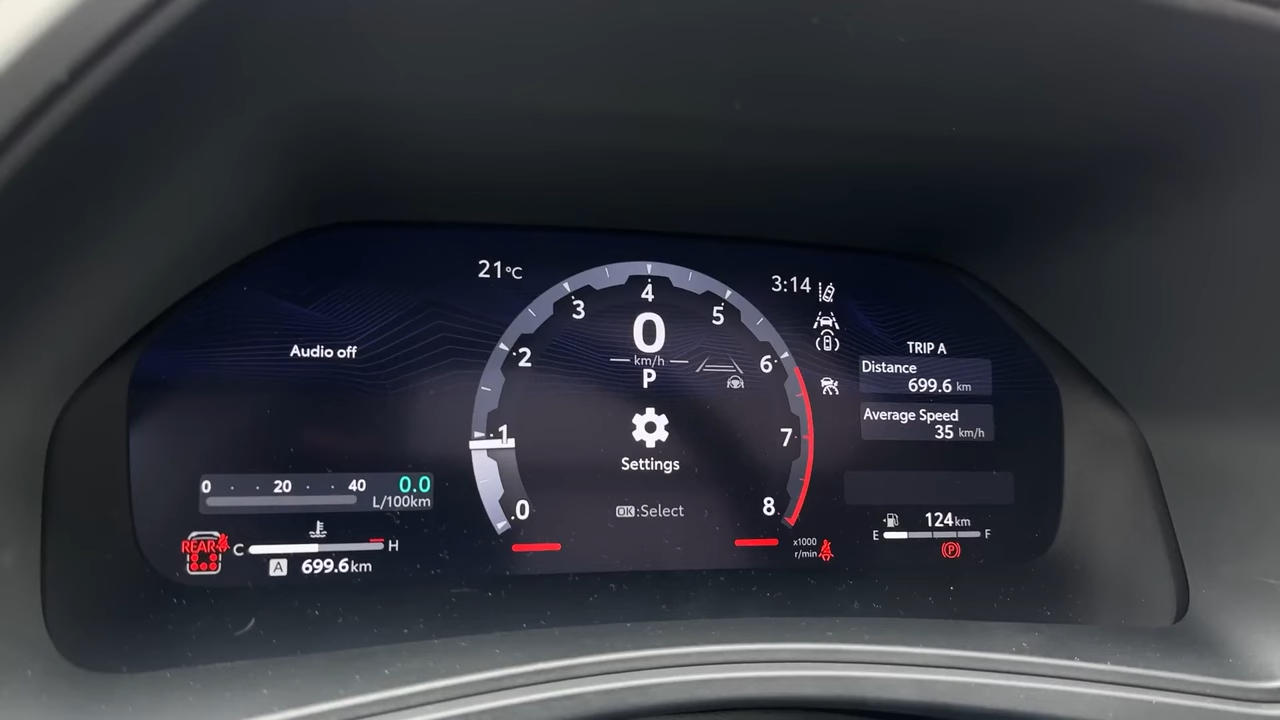 21°C
3:14
Audio off
0 20 40
0.0
L/100km
REAR
C H
A 699.6 km
0
1
2
3
4
5
6
7
8
0
km/h
P
Settings
OK:Select
x1000
r/min
TRIP A
Distance
699.6 km
Average Speed
35 km/h
124 km
E F
P